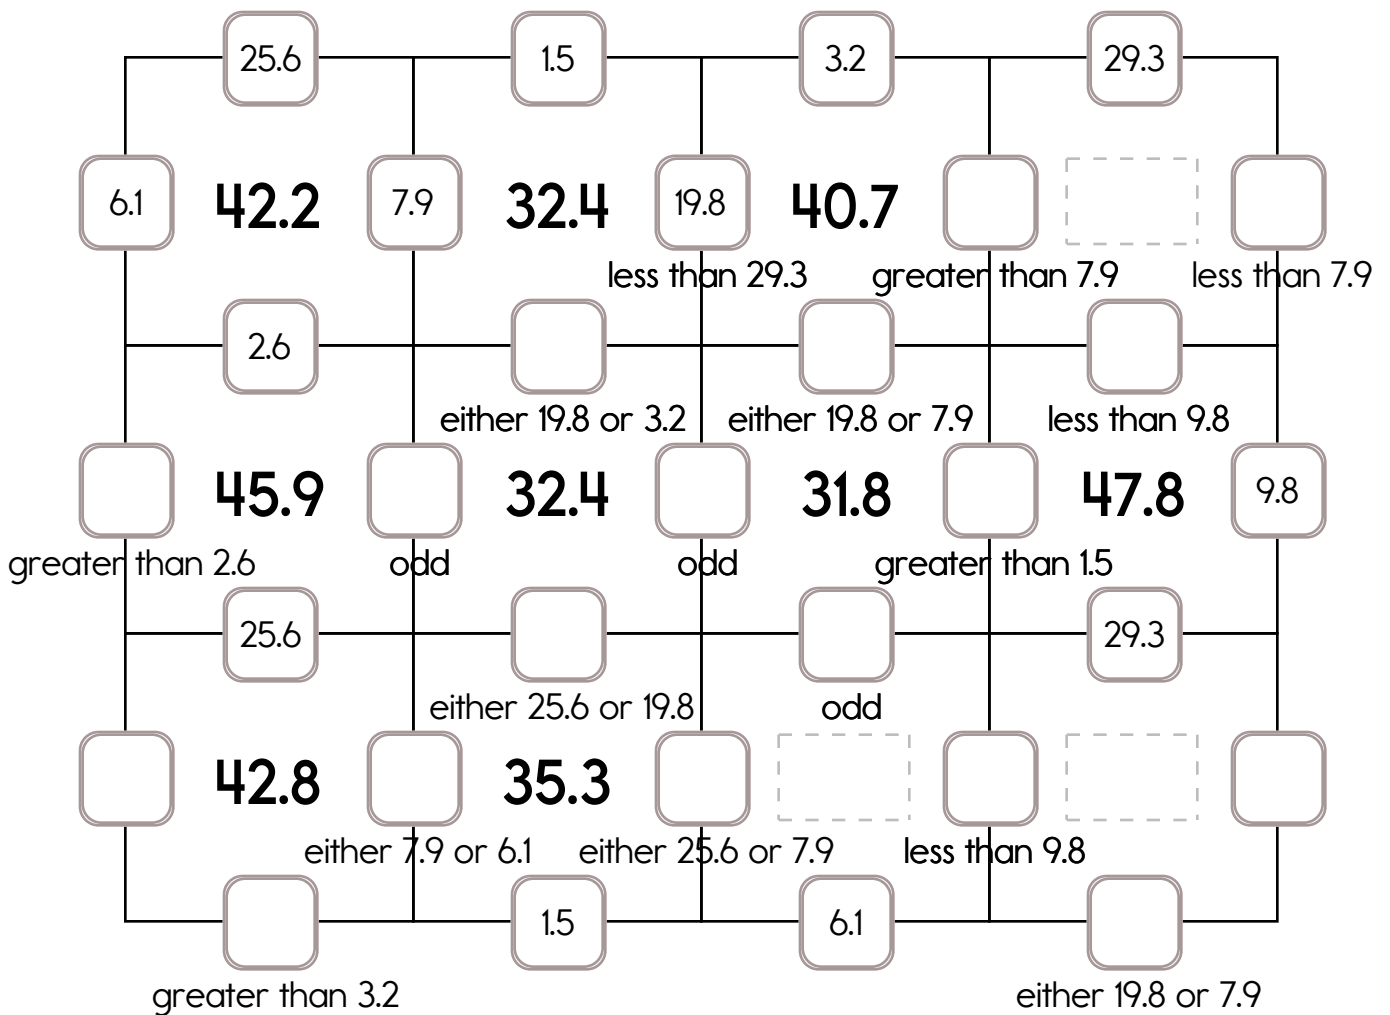 25.6 1.5 3.2 29.3
6.1 42.2 7.9 32.4 19.8 40.7
less than 29.3 greater than 7.9 less than 7.9
2.6
either 19.8 or 3.2 either 19.8 or 7.9 less than 9.8
45.9 32.4 31.8 47.8 9.8
greater than 2.6 odd odd greater than 1.5
25.6 29.3
either 25.6 or 19.8 odd
42.8 35.3
either 7.9 or 6.1 either 25.6 or 7.9 less than 9.8
1.5 6.1
greater than 3.2 either 19.8 or 7.9